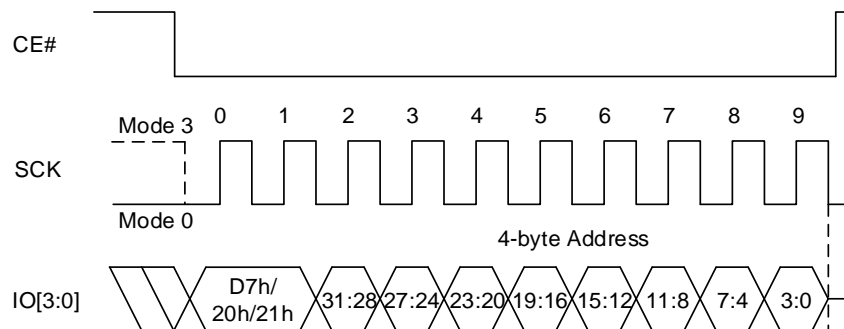 CE#
Mode 3
0 1 2 3 4 5 6 7 8 9
SCK
Mode 0
4-byte Address
IO[3:0]
D7h/
20h/21h
31:28 27:24 23:20 19:16 15:12 11:8 7:4 3:0